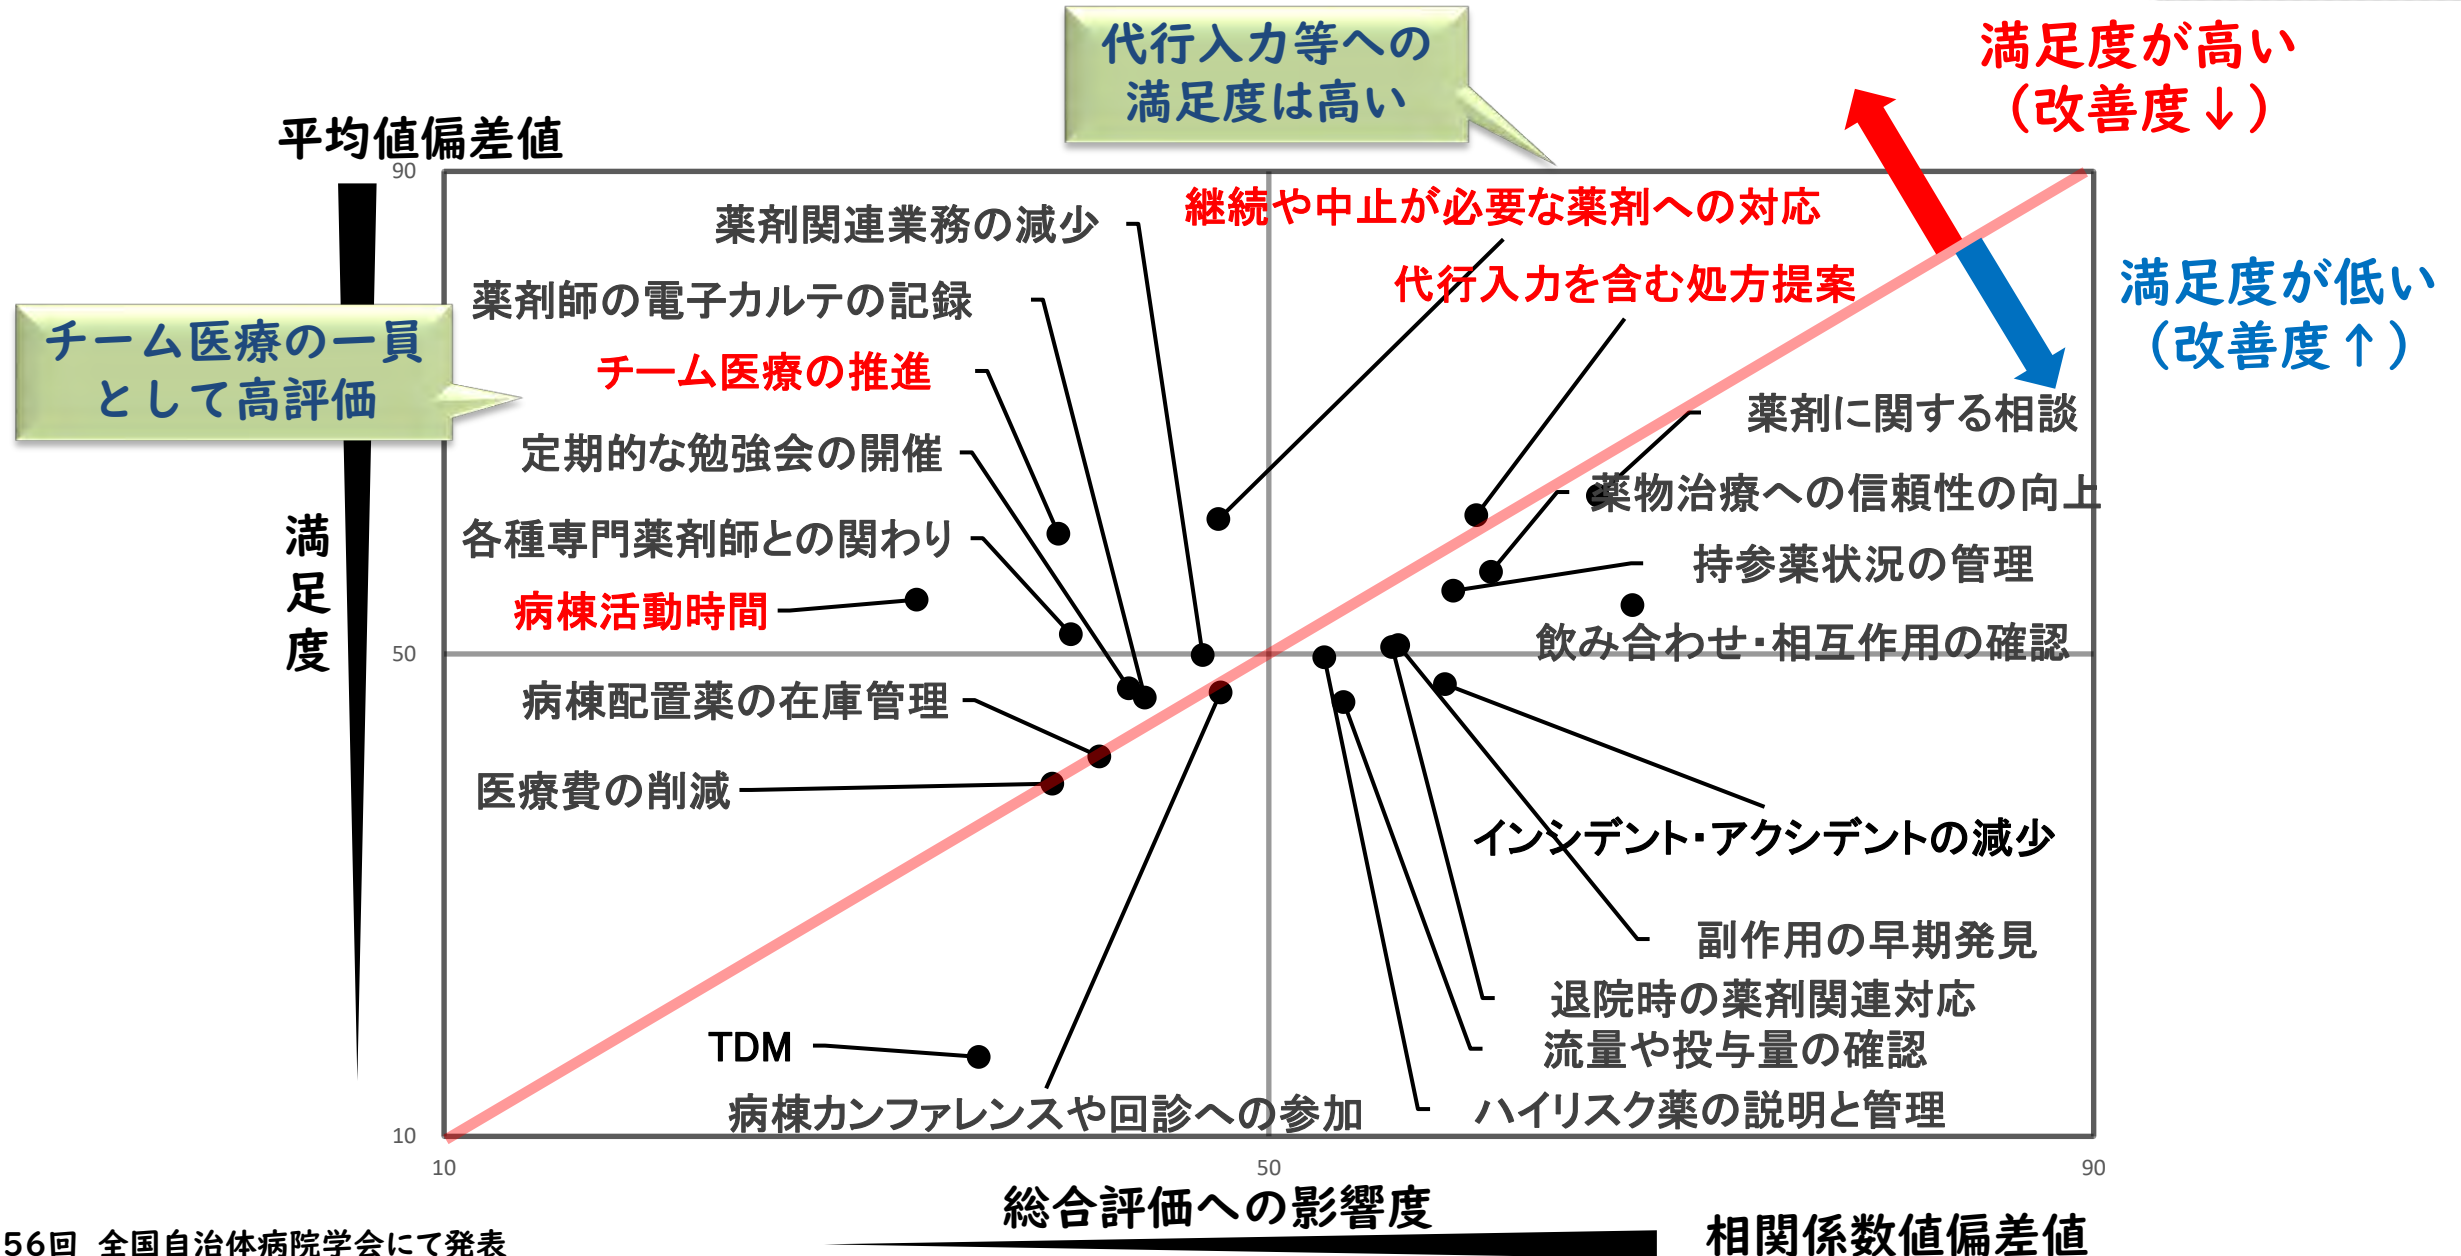 代行入力等への
満足度は高い
満足度が高い
(改善度↓)
平均値偏差値
90
継続や中止が必要な薬剤への対応
薬剤関連業務の減少
代行入力を含む処方提案
満足度が低い
(改善度↑)
薬剤師の電子カルテの記録
チーム医療の一員
として高評価
チーム医療の推進
薬剤に関する相談
定期的な勉強会の開催
薬物治療への信頼性の向上
各種専門薬剤師との関わり
持参薬状況の管理
満足度
病棟活動時間
飲み合わせ・相互作用の確認
50
病棟配置薬の在庫管理
医療費の削減
インシデント・アクシデントの減少
副作用の早期発見
退院時の薬剤関連対応
TDM
流量や投与量の確認
病棟カンファレンスや回診への参加
ハイリスク薬の説明と管理
10
10
50
90
総合評価への影響度
相関係数値偏差値
56回 全国自治体病院学会にて発表